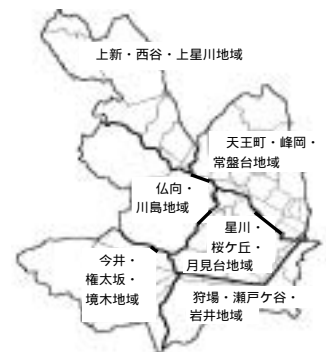 上新・西谷・上星川地域
天王町・峰岡・
常盤台地域
仏向・
川島地域
星川・
桜ケ丘・
月見台地域
今井・
権太坂・
境木地域
狩場・瀬戸ケ谷・
岩井地域